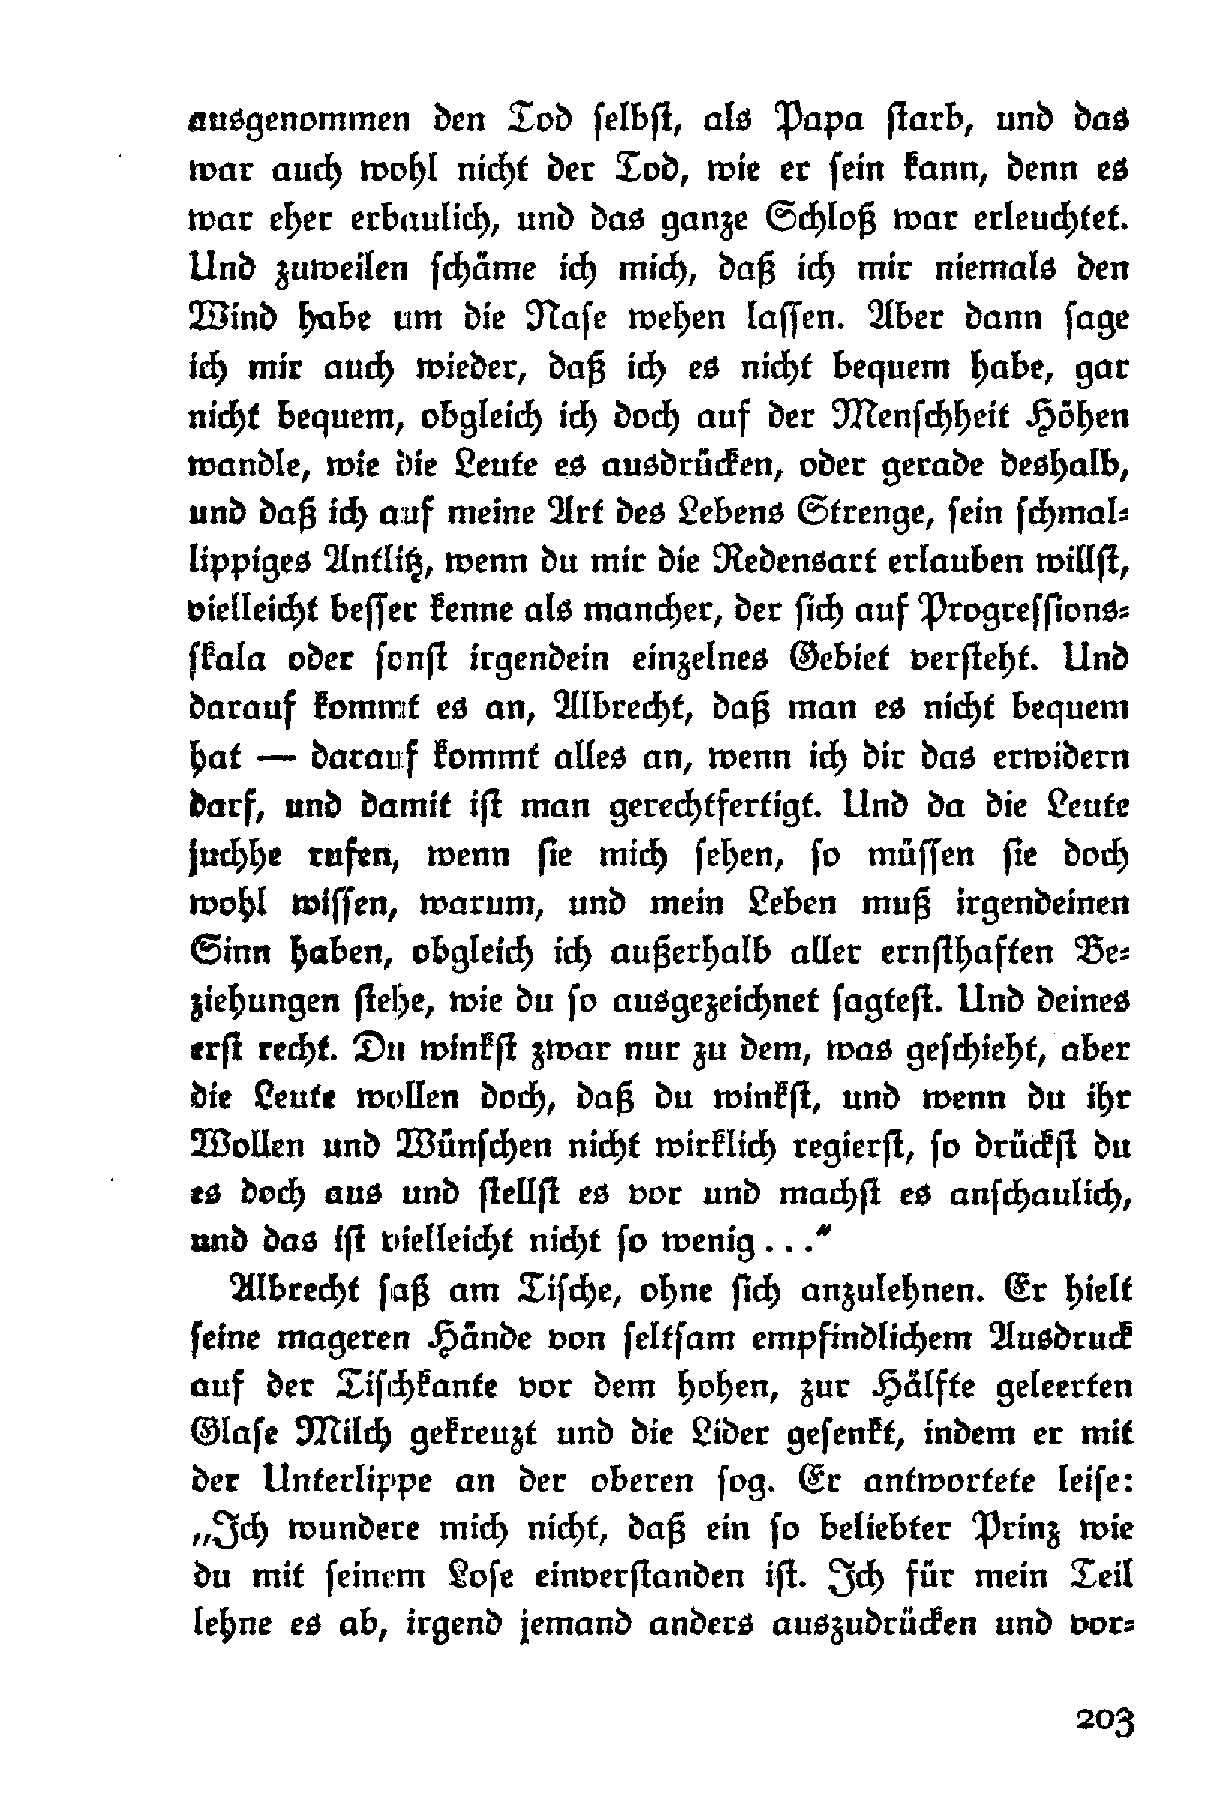 ausgenommen den Tod selbst, als Papa starb, und das
war auch wohl nicht der Tod, wie er sein kann, denn es
war eher erbaulich, und das ganze Schloß war erleuchtet.
Und zuweilen schäme ich mich, daß ich mir niemals den
Wind habe um die Nase wehen lassen. Aber dann sage
ich mir auch wieder, daß ich es nicht bequem habe, gar
nicht bequem, obgleich ich doch auf der Menschheit Höhen
wandle, wie die Leute es ausdrücken, oder gerade deshalb,
und daß ich auf meine Art des Lebens Strenge, sein schmal-
lippiges Antlitz, wenn du mir die Redensart erlauben willst,
vielleicht besser kenne als mancher, der sich auf Progressions-
skala oder sonst irgendein einzelnes Gebiet versteht. Und
darauf kommt es an, Albrecht, daß man es nicht bequem
hat — darauf kommt alles an, wenn ich dir das erwidern
darf, und damit ist man gerechtfertigt. Und da die Leute
juchhe rufen, wenn sie mich sehen, so müssen sie doch
wohl wissen, warum, und mein Leben muß irgendeinen
Sinn haben, obgleich ich außerhalb aller ernsthaften Be-
ziehungen stehe, wie du so ausgezeichnet sagtest. Und deines
erst recht. Du winkst zwar nur zu dem, was geschieht, aber
die Leute wollen doch, daß du winkst, und wenn du ihr
Wollen und Wünschen nicht wirklich regierst, so drückst du
es doch aus und stellst es vor und machst es anschaulich,
und das ist vielleicht nicht so wenig . . .“
Albrecht saß am Tische, ohne sich anzulehnen. Er hielt
seine mageren Hände von seltsam empfindlichem Ausdruck
auf der Tischkante vor dem hohen, zur Hälfte geleerten
Glase Milch gekreuzt und die Lider gesenkt, indem er mit
der Unterlippe an der oberen sog. Er antwortete leise:
„Ich wundere mich nicht, daß ein so beliebter Prinz wie
du mit seinem Lose einverstanden ist. Ich für mein Teil
lehne es ab, irgend jemand anders auszudrücken und vor-
203